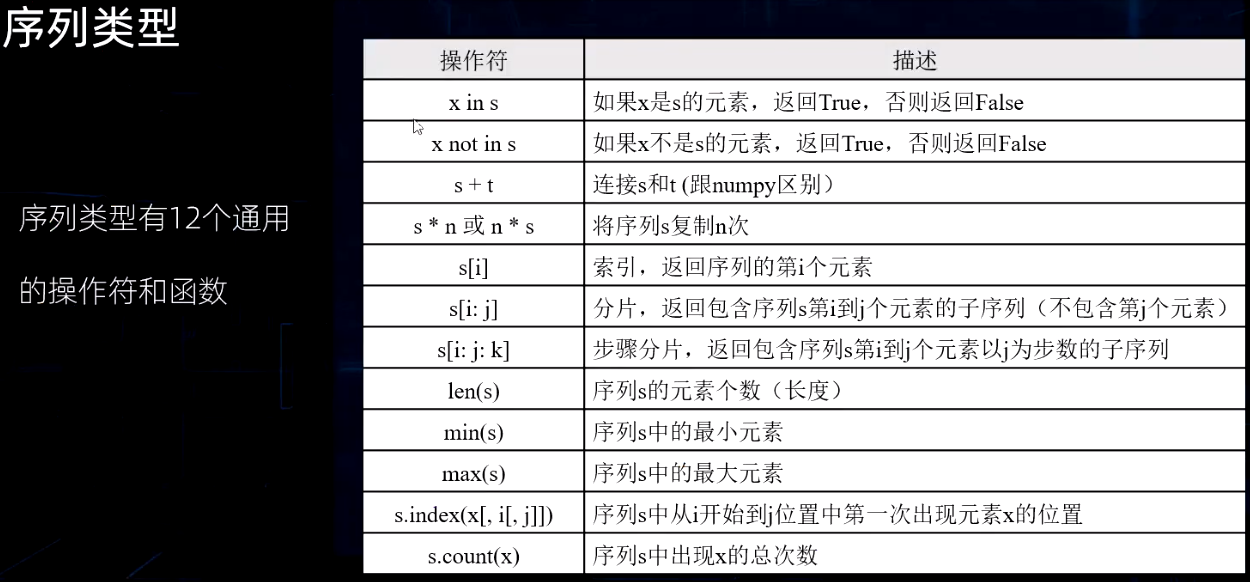 序列类型
序列类型有12个通用
的操作符和函数
操作符 描述
x in s 如果x是s的元素，返回True，否则返回False
x not in s 如果x不是s的元素，返回True，否则返回False
s + t 连接s和t (跟numpy区别）
s * n 或 n * s 将序列s复制n次
s[i] 索引，返回序列的第i个元素
s[i: j] 分片，返回包含序列s第i到j个元素的子序列（不包含第j个元素）
s[i: j: k] 步骤分片，返回包含序列s第i到j个元素以j为步数的子序列
len(s) 序列s的元素个数（长度）
min(s) 序列s中的最小元素
max(s) 序列s中的最大元素
s.index(x[, i[, j]]) 序列s中从i开始到j位置中第一次出现元素x的位置
s.count(x) 序列s中出现x的总次数